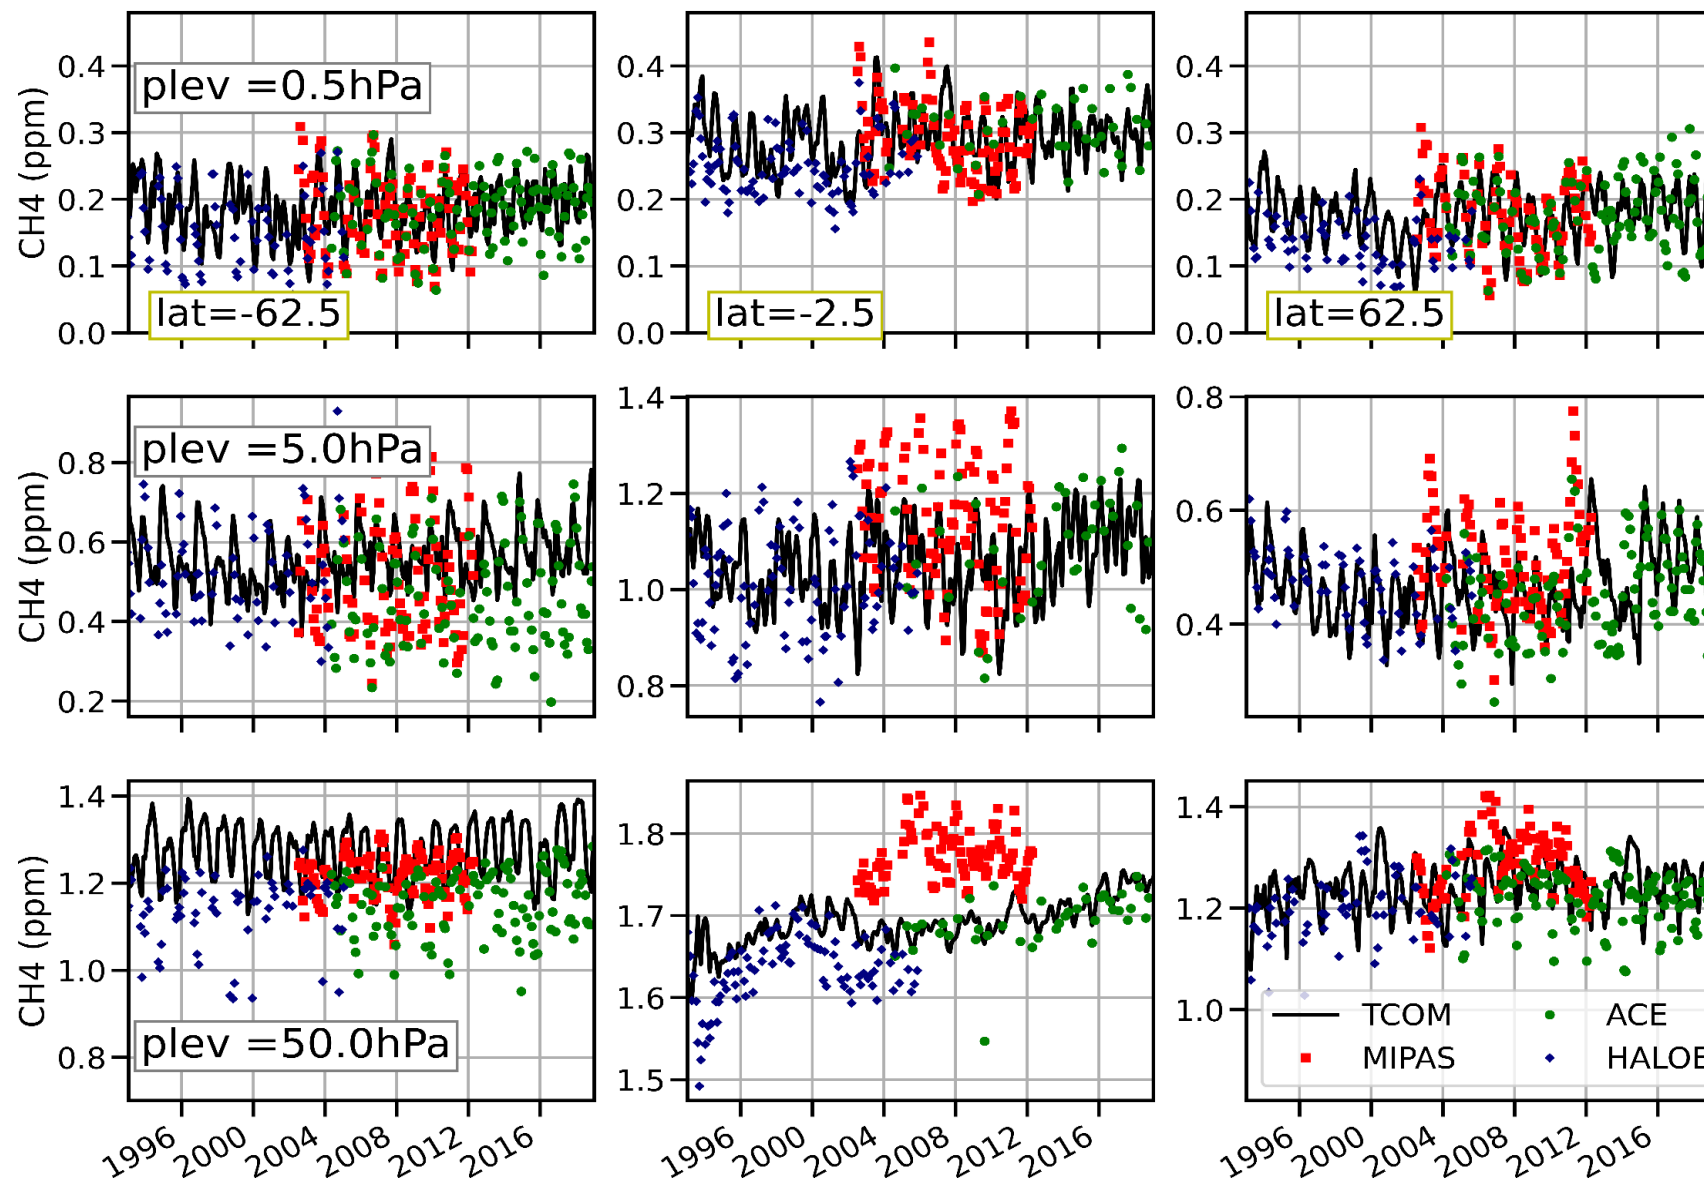 0.4 0.3 0.2 0.1 0.0
CH4 (ppm)
plev =0.5hPa
lat=-62.5
0.4 0.3 0.2 0.1 0.0
lat=-2.5
0.4 0.3 0.2 0.1 0.0
lat=62.5
0.8 0.6 0.4 0.2
CH4 (ppm)
plev =5.0hPa
1.4 1.2 1.0 0.8
0.8 0.6 0.4
1.4 1.2 1.0 0.8
CH4 (ppm)
plev =50.0hPa
1.8 1.7 1.6 1.5
1.4 1.2 1.0
TCOM ACE
MIPAS HALOE
1996 2000 2004 2008 2012 2016
1996 2000 2004 2008 2012 2016
1996 2000 2004 2008 2012 2016